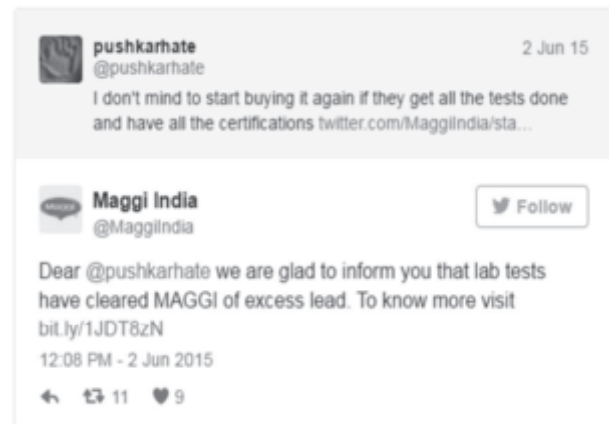 pushkarhate
2 Jun 15
@pushkarhate
I don't mind to start buying it again if they get all the tests done
and have all the certifications twitter.com/MaggiIndia/sta...
Maggi
Maggi India
Follow
@MaggiIndia
Dear @pushkarhate we are glad to inform you that lab tests
have cleared MAGGI of excess lead. To know more visit
bit.ly/1JDT8zN
12:08 PM - 2 Jun 2015
11
9